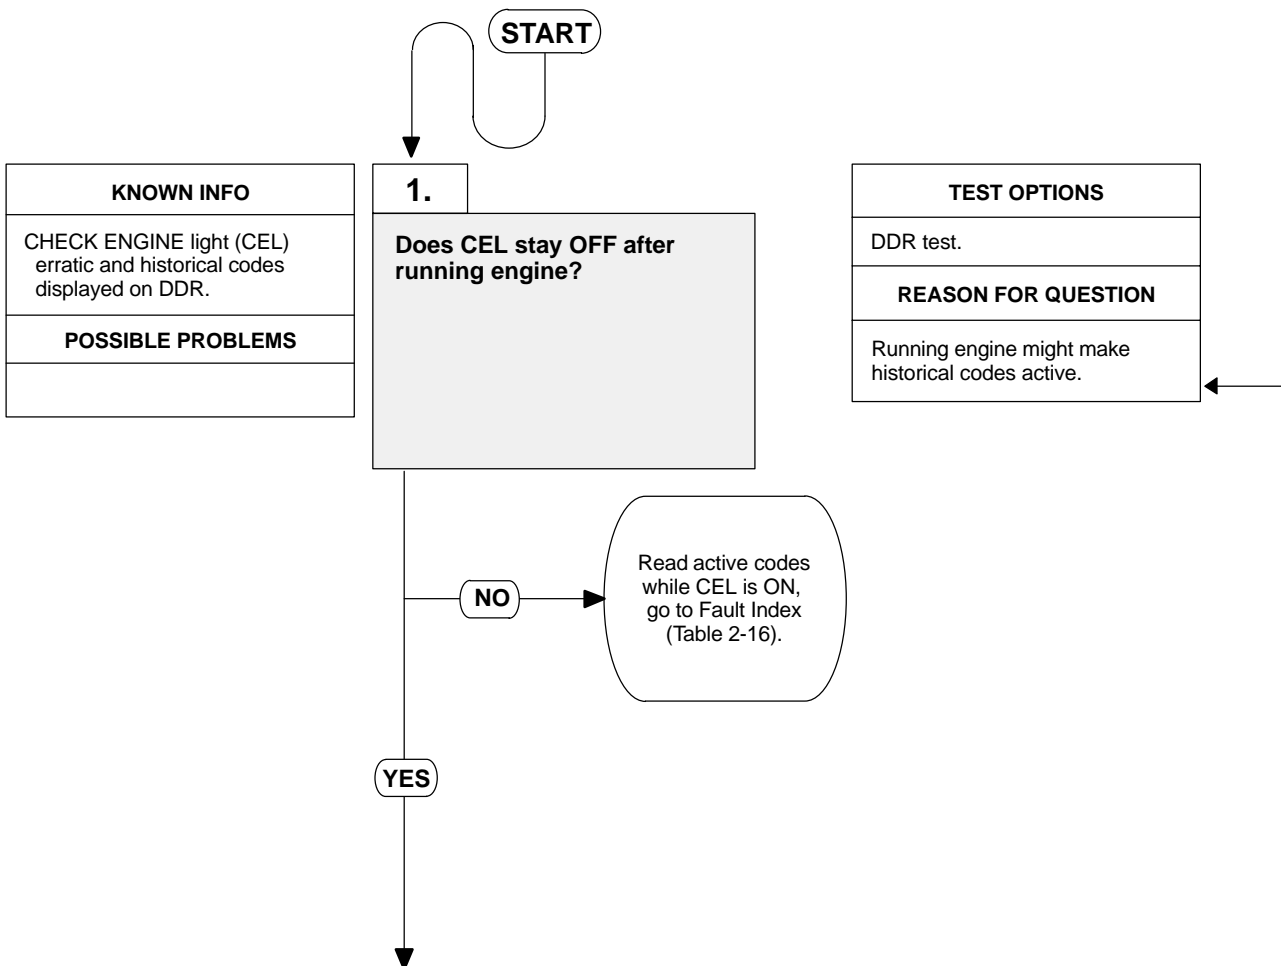 START
KNOWN INFO
CHECK ENGINE light (CEL)
erratic and historical codes
displayed on DDR.
POSSIBLE PROBLEMS
1.
Does CEL stay OFF after
running engine?
TEST OPTIONS
DDR test.
REASON FOR QUESTION
Running engine might make
historical codes active.
NO
Read active codes
while CEL is ON,
go to Fault Index
(Table 2-16).
YES